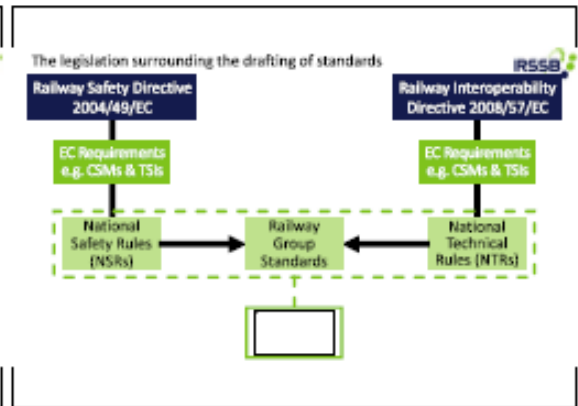 The legislation surrounding the drafting of standards
RSSB
Railway Safety Directive
2004/49/EC
Railway Interoperability
Directive 2008/57/EC
EC Requirements
e.g. CSMs & TSIs
EC Requirements
e.g. CSMs & TSIs
National
Safety Rules
(NSRs)
Railway
Group
Standards
National
Technical
Rules (NTRs)